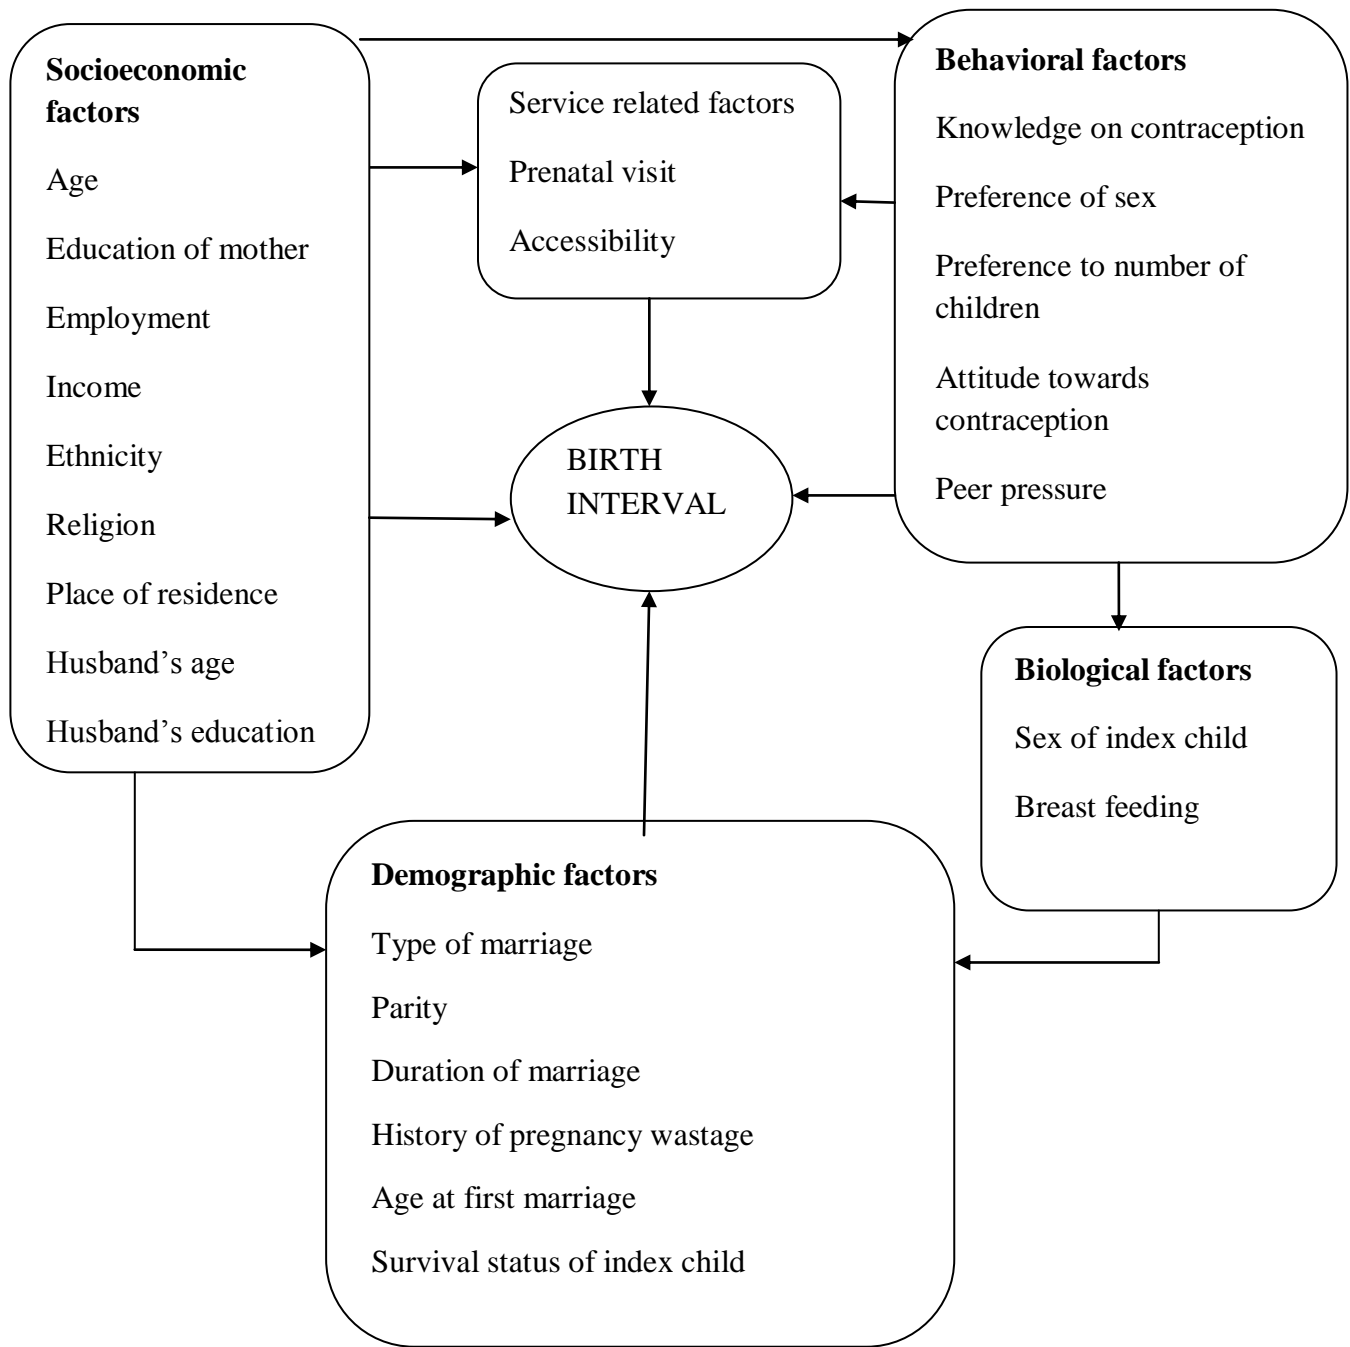 Socioeconomic
factors
Age
Education of mother
Employment
Income
Ethnicity
Religion
Place of residence
Husband’s age
Husband’s education
Service related factors
Prenatal visit
Accessibility
Behavioral factors
Knowledge on contraception
Preference of sex
Preference to number of
children
Attitude towards
contraception
Peer pressure
BIRTH
INTERVAL
Biological factors
Sex of index child
Breast feeding
Demographic factors
Type of marriage
Parity
Duration of marriage
History of pregnancy wastage
Age at first marriage
Survival status of index child